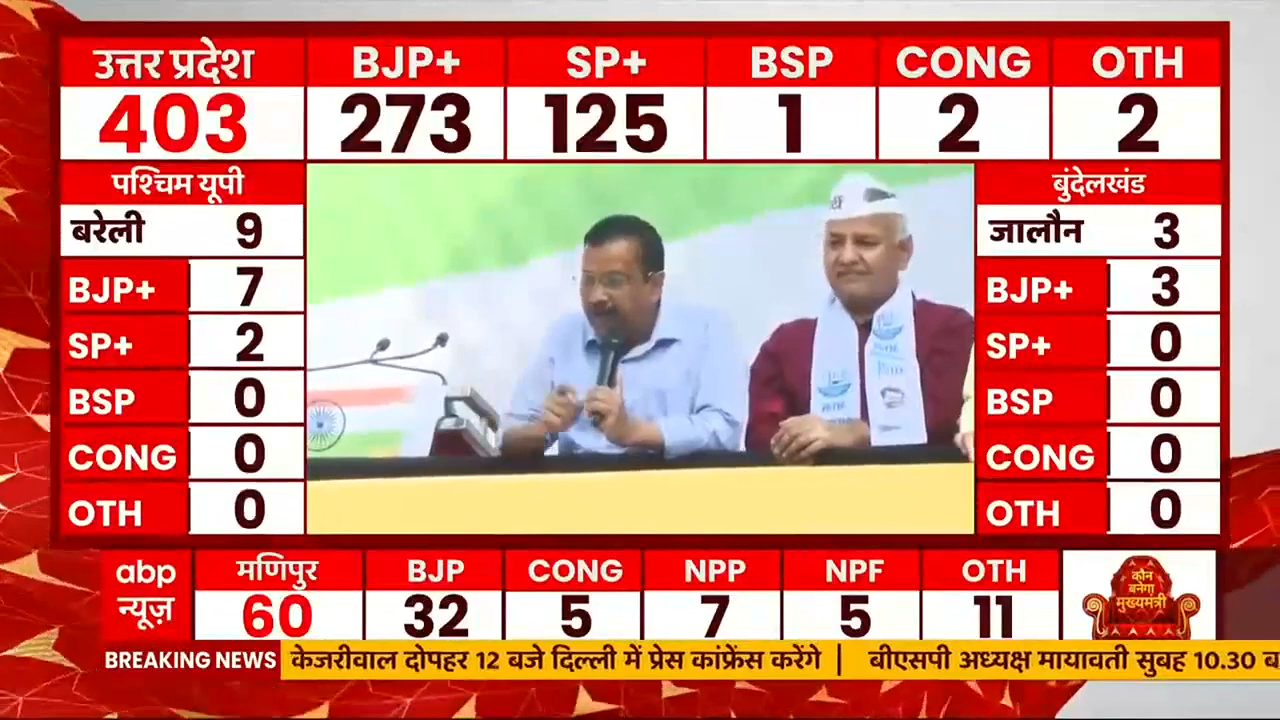 उत्तर प्रदेश BJP+ SP+ BSP CONG OTH
403 273 125 1 2 2
पश्चिम यूपी
बरेली 9
BJP+ 7
SP+ 2
BSP 0
CONG 0
OTH 0
बुंदेलखंड
जालौन 3
BJP+ 3
SP+ 0
BSP 0
CONG 0
OTH 0
abp न्यूज़
मणिपुर BJP CONG NPP NPF OTH
60 32 5 7 5 11
कौन
बनेगा
मुख्यमंत्री
BREAKING NEWS केजरीवाल दोपहर 12 बजे दिल्ली में प्रेस कांफ्रेंस करेंगे | बीएसपी अध्यक्ष मायावती सुबह 10.30 ब